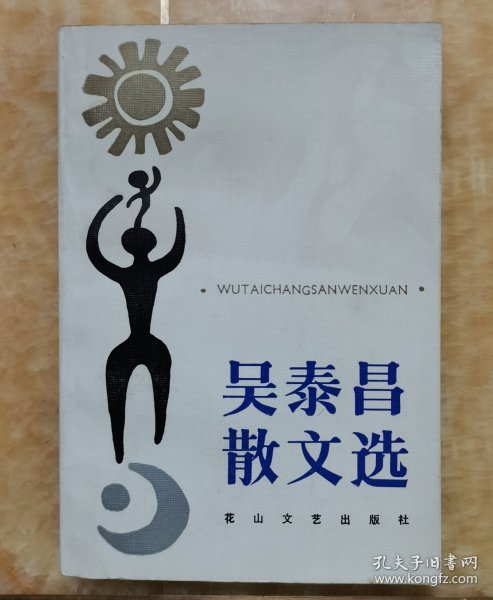 • WUTAICHANGSANWENXUAN •
吴泰昌
散文选
花山文艺出版社
孔夫子旧书网
www.kongfz.com